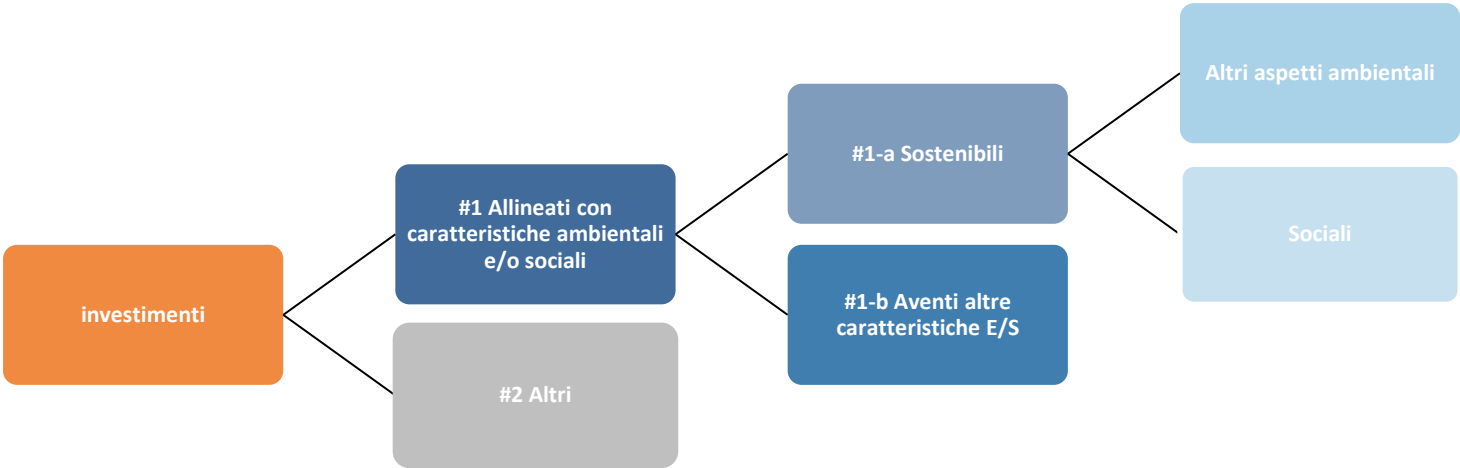 investimenti
#1 Allineati con
caratteristiche ambientali
e/o sociali
#2 Altri
#1-a Sostenibili
#1-b Aventi altre
caratteristiche E/S
Altri aspetti ambientali
Sociali